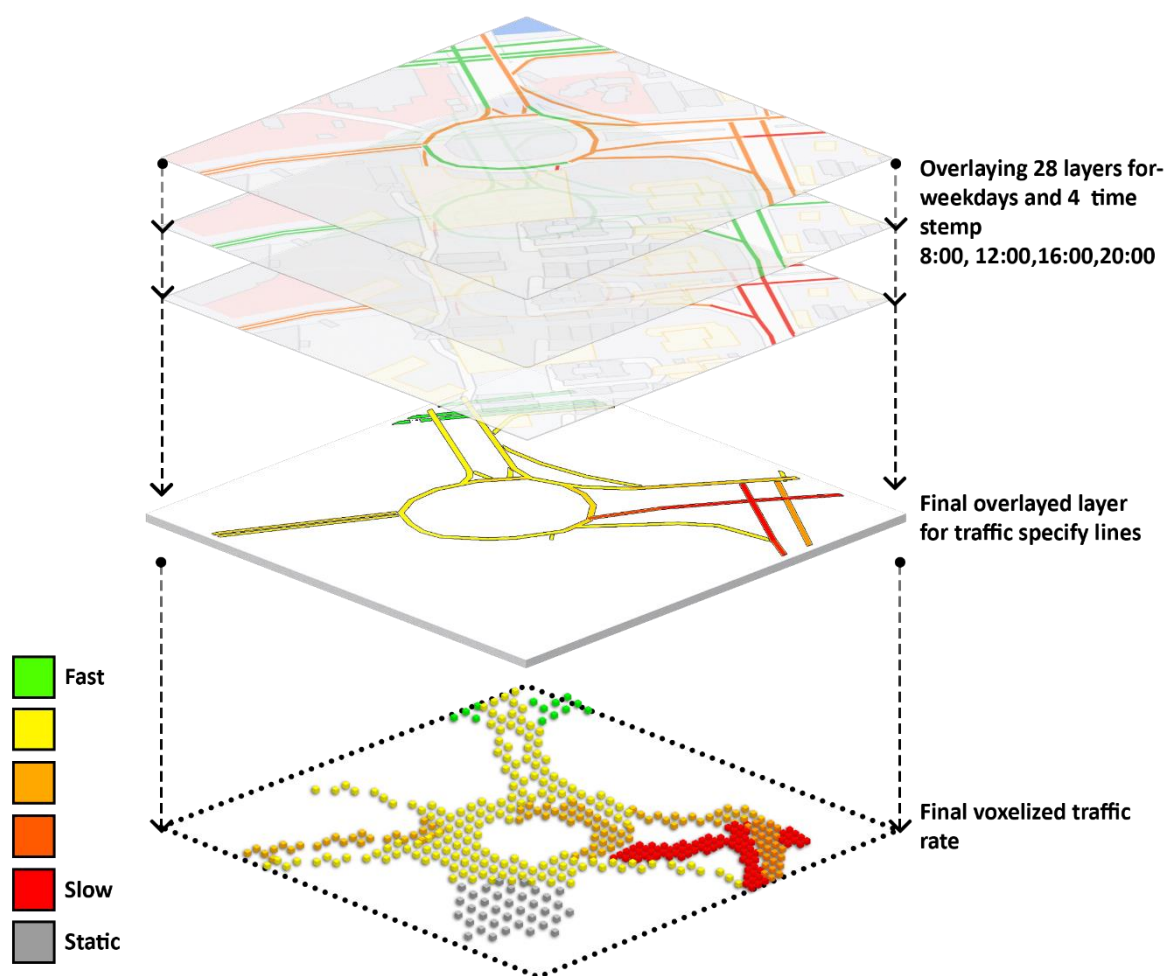 Overlaying 28 layers for-
weekdays and 4 time
stemp
8:00, 12:00,16:00,20:00
Final overlayed layer
for traffic specify lines
Fast
Slow
Static
Final voxelized traffic
rate